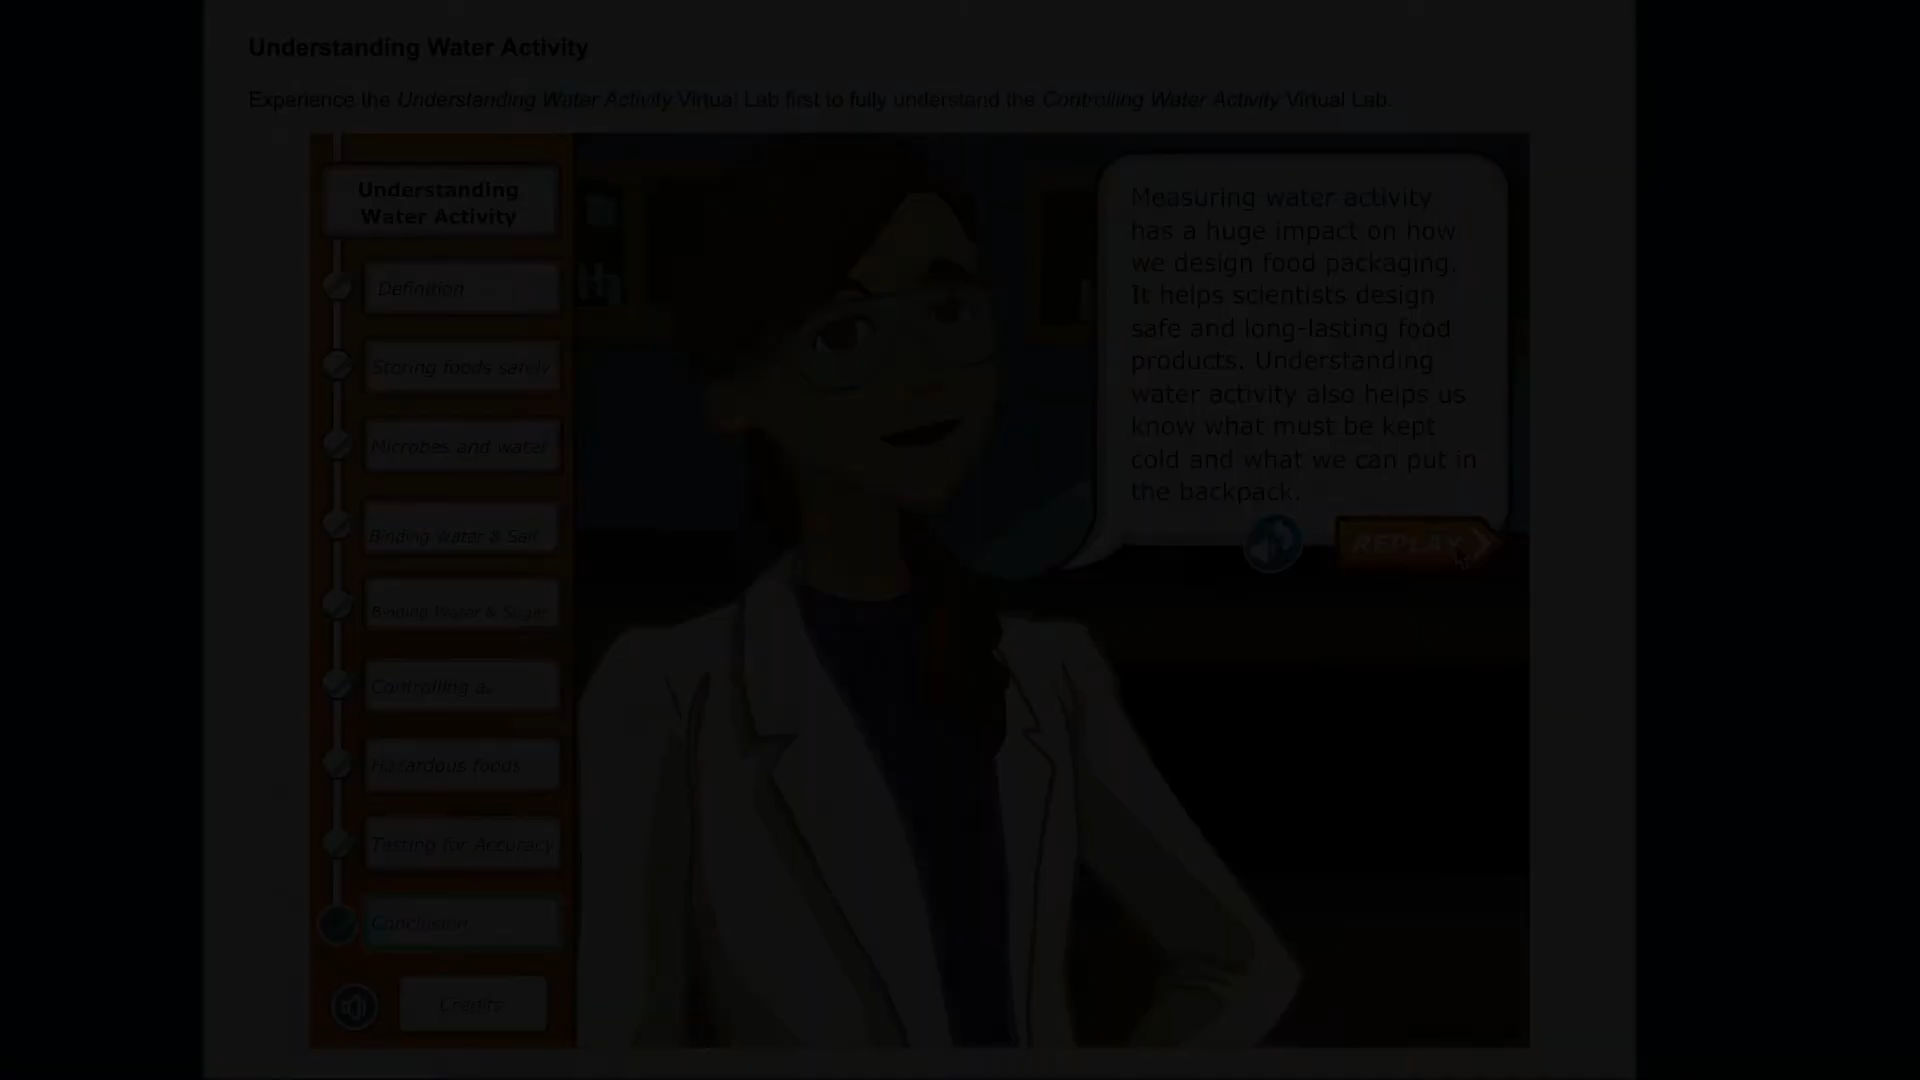 Understanding Water Activity
Experience the Understanding Water Activity Virtual Lab first to fully understand the Controlling Water Activity Virtual Lab.
Understanding
Water Activity
Definition
Storing foods safely
Microbes and water
Binding Water & Salt
Binding Water & Sugar
Controlling aw
Hazardous foods
Testing for Accuracy
Conclusion
Credits
Measuring water activity
has a huge impact on how
we design food packaging.
It helps scientists design
safe and long-lasting food
products. Understanding
water activity also helps us
know what must be kept
cold and what we can put in
the backpack.
REPLAY